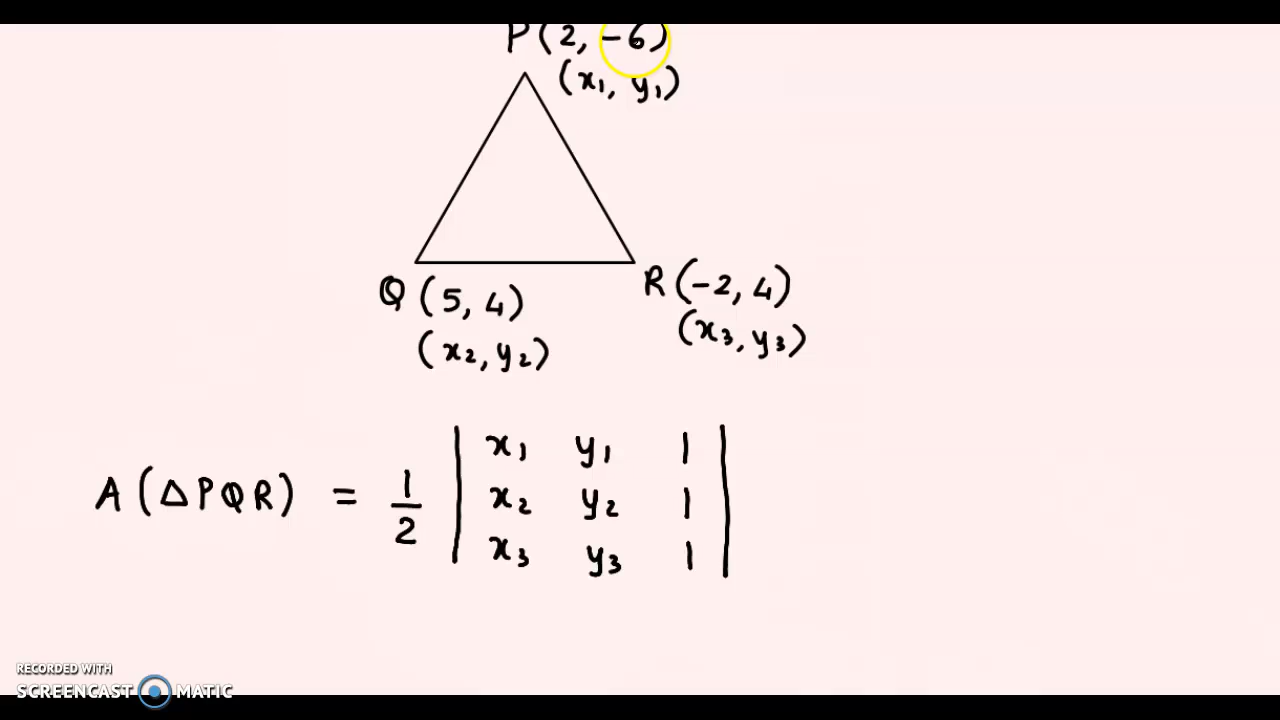 P(2, -6)
(x₁, y₁)
Q (5, 4)
(x₂, y₂)
R(-2, 4)
(x₃, y₃)
A (△PQR) = 1/2 | x₁ y₁ 1 |
| x₂ y₂ 1 |
| x₃ y₃ 1 |
RECORDED WITH
SCREENCAST MATIC